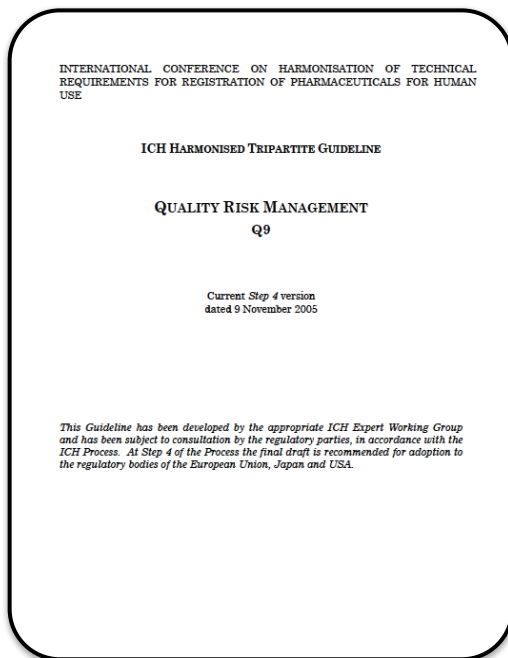 INTERNATIONAL CONFERENCE ON HARMONISATION OF TECHNICAL
REQUIREMENTS FOR REGISTRATION OF PHARMACEUTICALS FOR HUMAN
USE
ICH HARMONISED TRIPARTITE GUIDELINE
QUALITY RISK MANAGEMENT
Q9
Current Step 4 version
dated 9 November 2005
This Guideline has been developed by the appropriate ICH Expert Working Group
and has been subject to consultation by the regulatory parties, in accordance with the
ICH Process. At Step 4 of the Process the final draft is recommended for adoption to
the regulatory bodies of the European Union, Japan and USA.